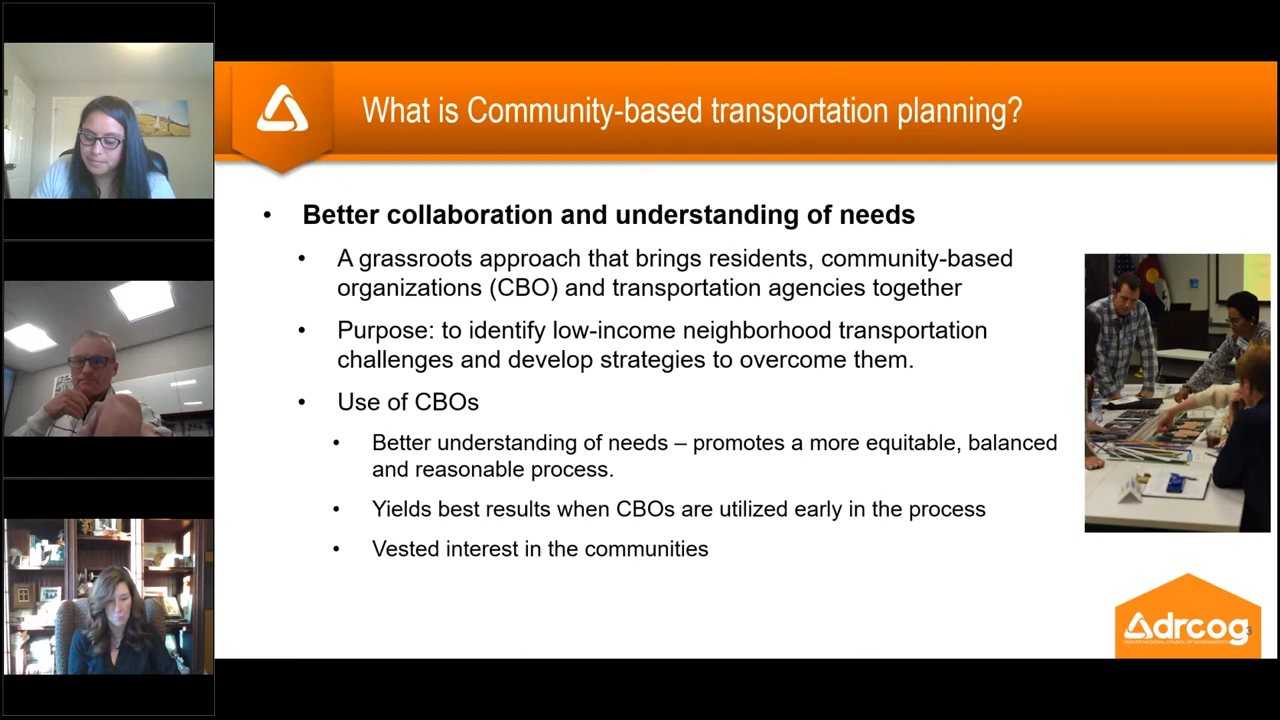 What is Community-based transportation planning?
• Better collaboration and understanding of needs
• A grassroots approach that brings residents, community-based
organizations (CBO) and transportation agencies together
• Purpose: to identify low-income neighborhood transportation
challenges and develop strategies to overcome them.
• Use of CBOs
• Better understanding of needs – promotes a more equitable, balanced
and reasonable process.
• Yields best results when CBOs are utilized early in the process
• Vested interest in the communities
drcog
3